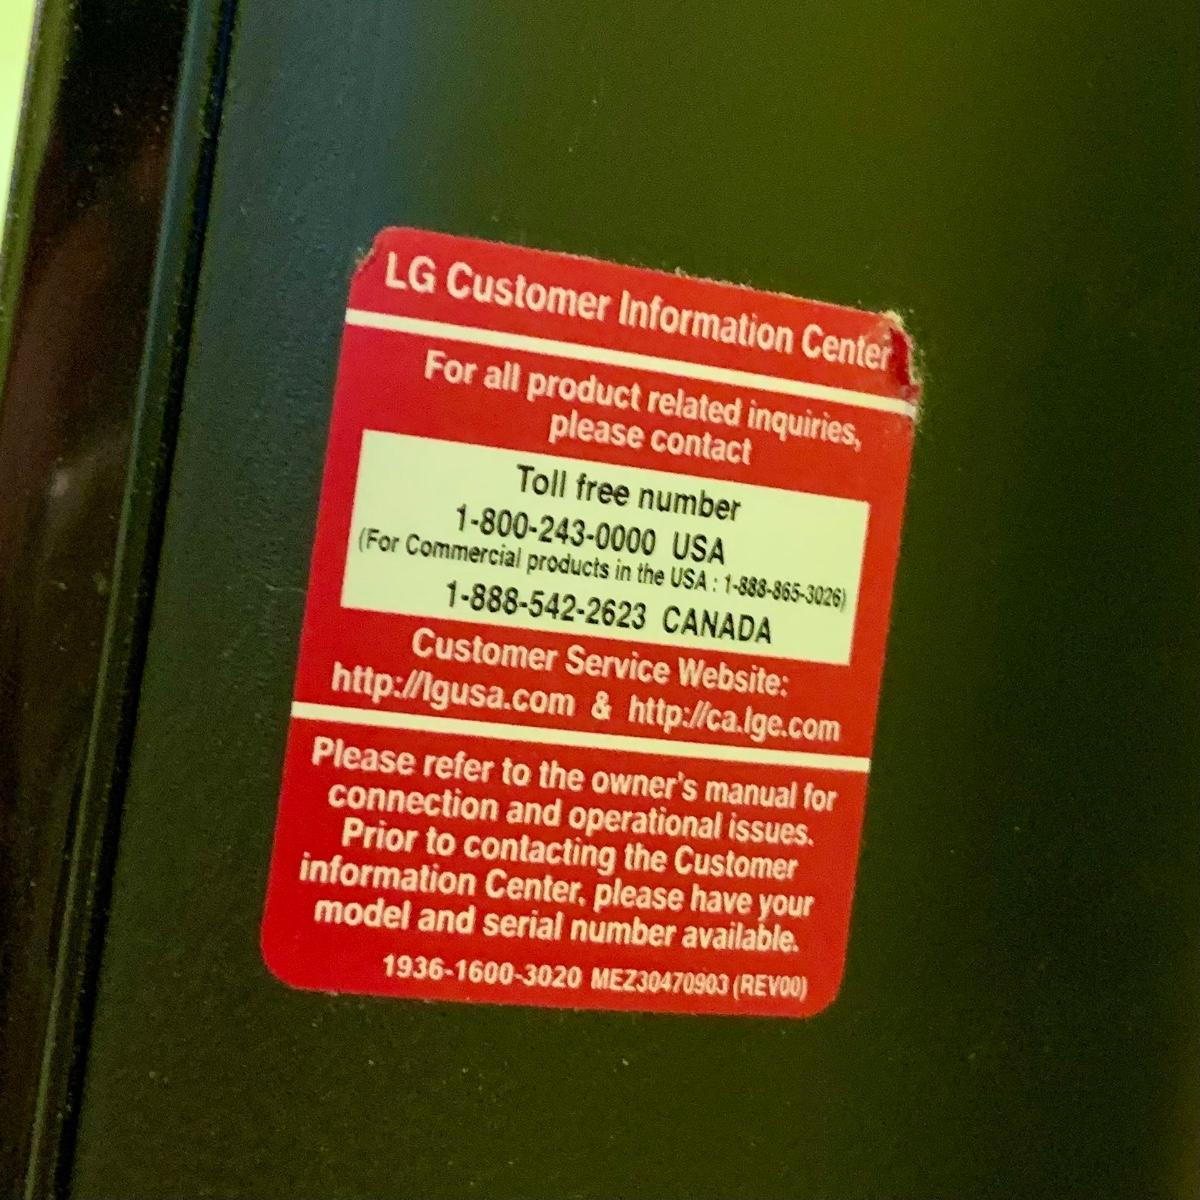 LG Customer Information Center
For all product related inquiries,
please contact
Toll free number
1-800-243-0000 USA
(For Commercial products in the USA : 1-888-865-3026)
1-888-542-2623 CANADA
Customer Service Website:
http://lgusa.com & http://ca.lge.com
Please refer to the owner's manual for
connection and operational issues.
Prior to contacting the Customer
information Center, please have your
model and serial number available.
1936-1600-3020 MEZ30470903 (REV00)